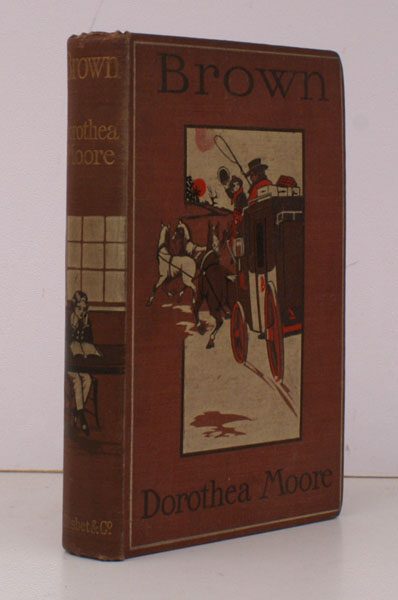 Brown
Dorothea Moore
Brown
Dorothea
Moore
Nisbet & Co